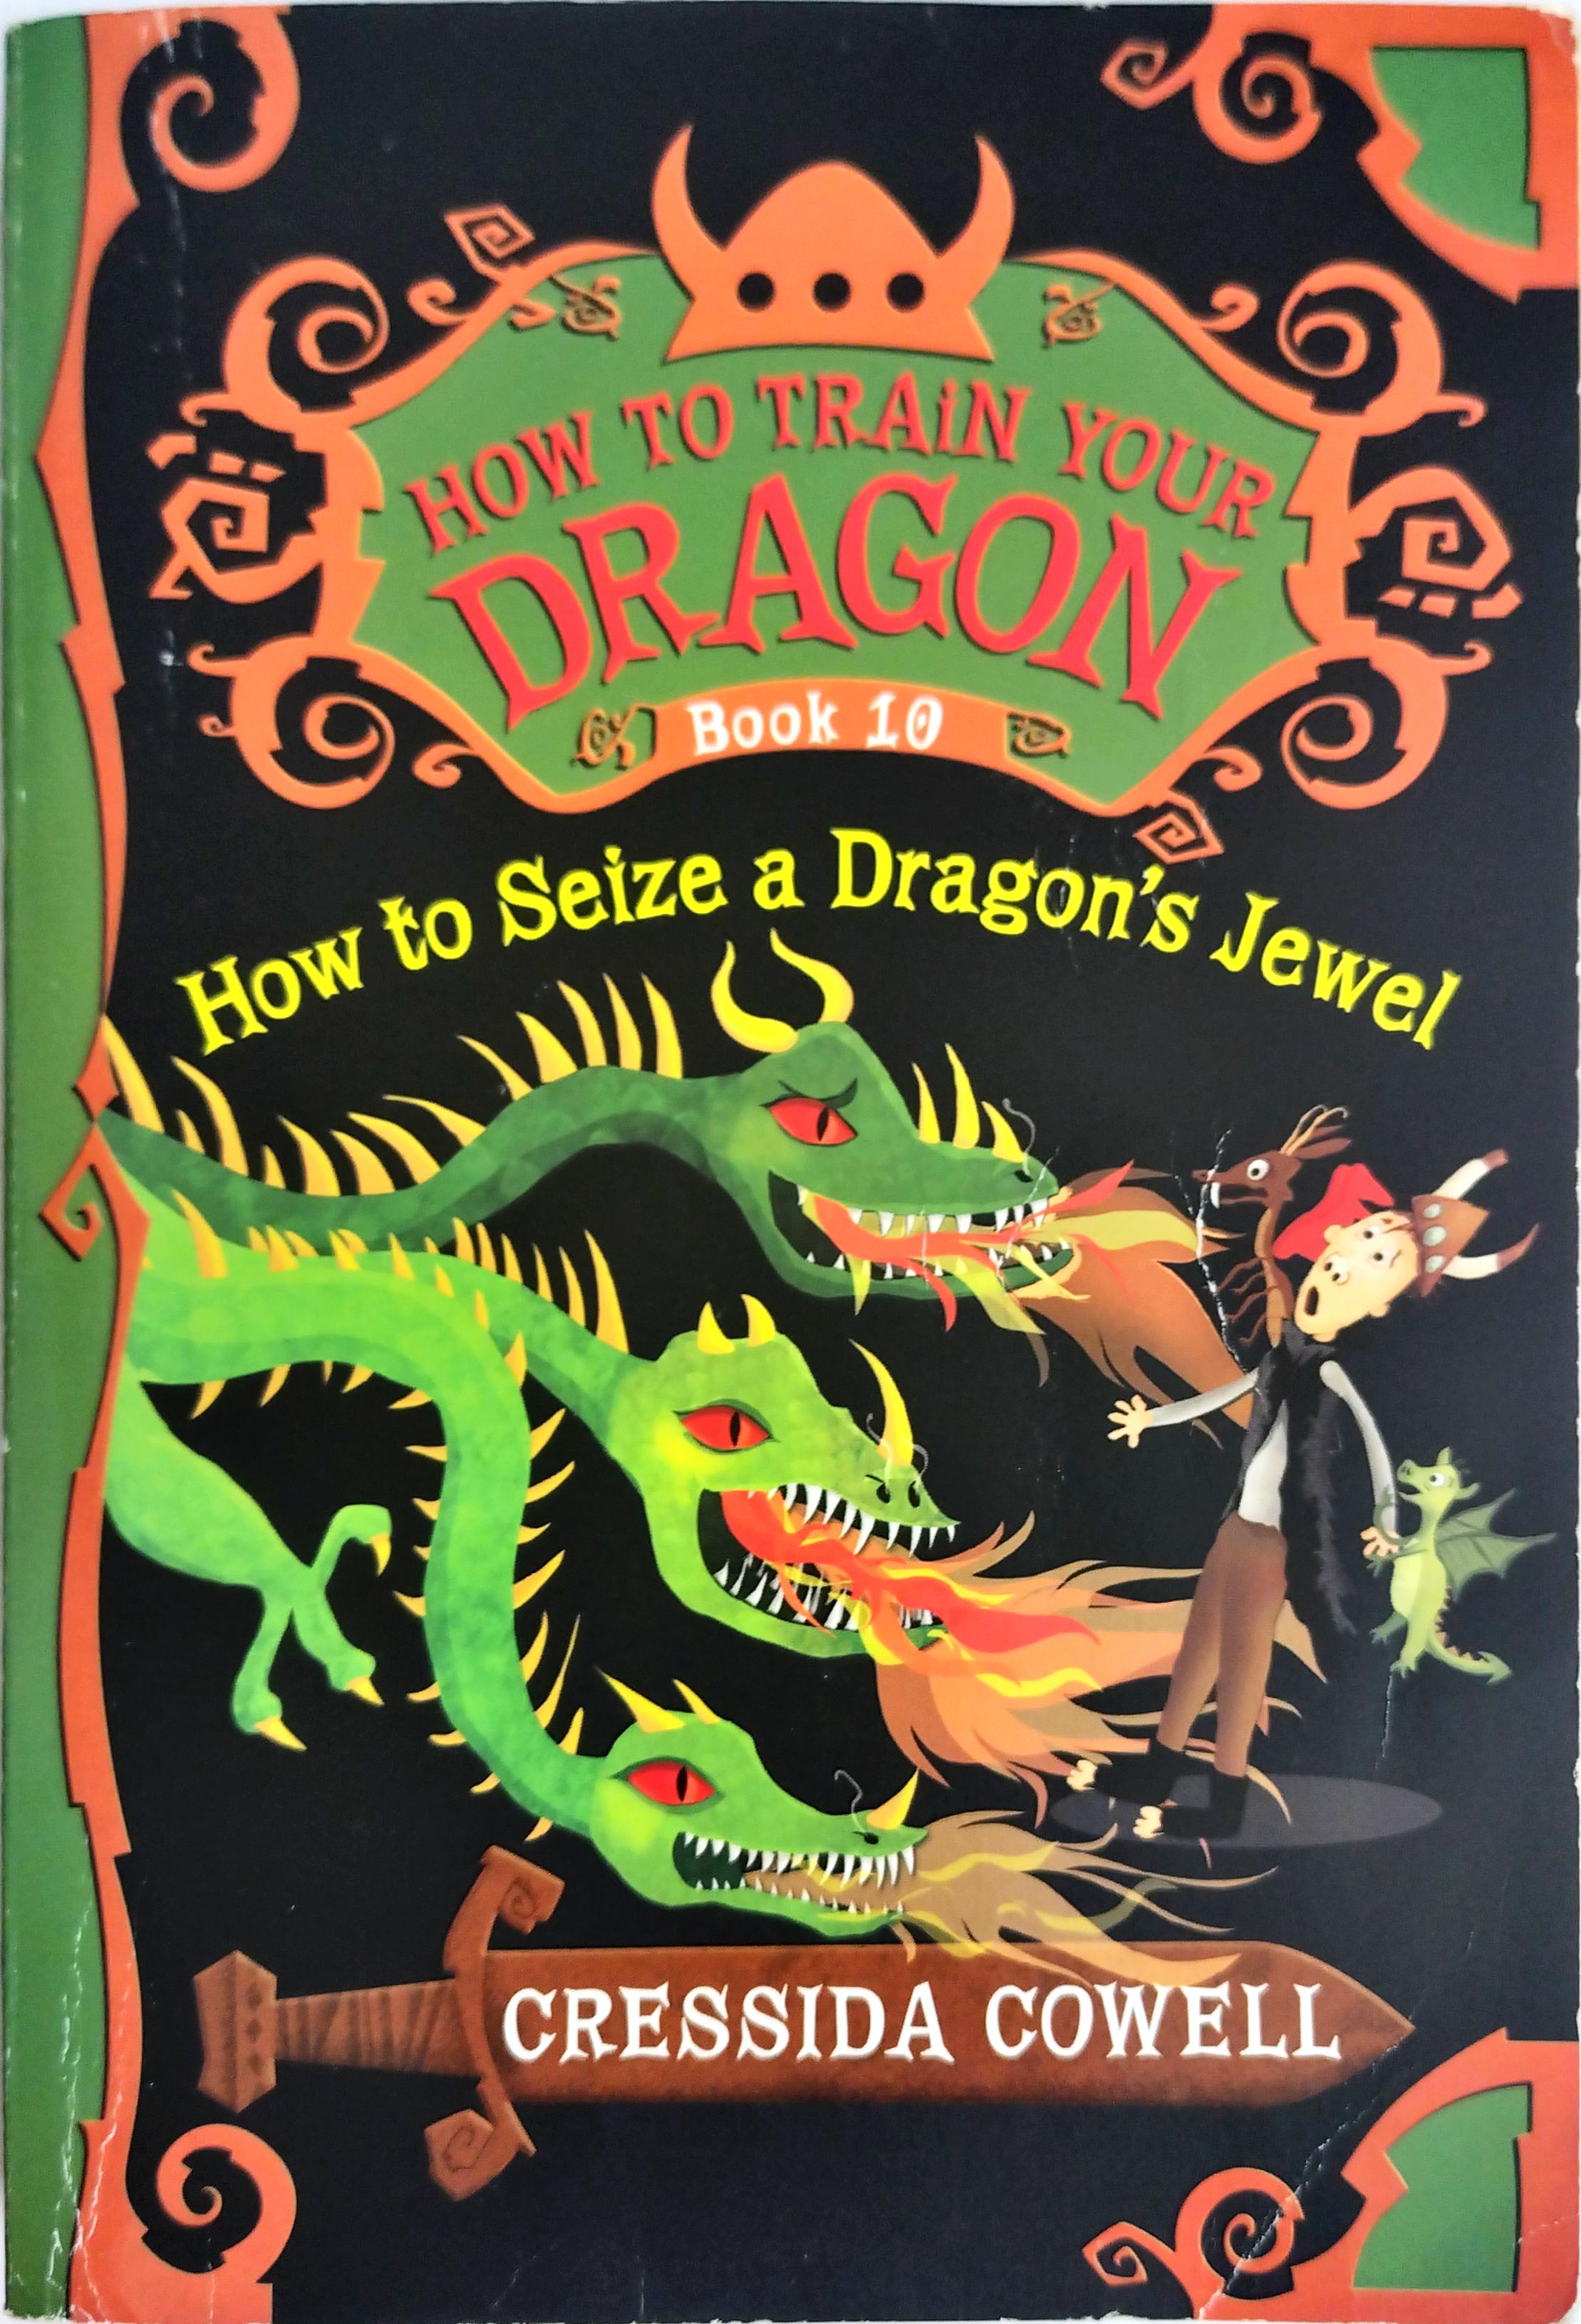 HOW TO TRAiN YOUR
DRAGON
Book 10
How to Seize a Dragon's Jewel
CRESSIDA COWELL